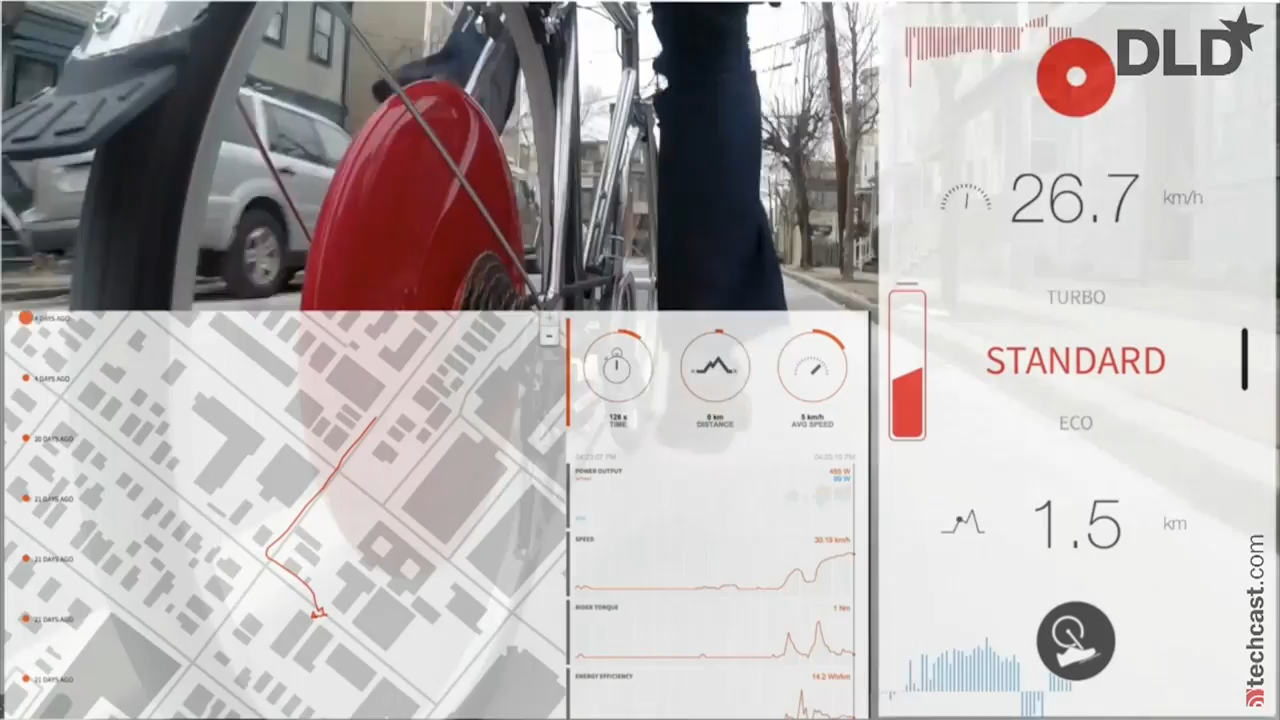 DLD
26.7 km/h
TURBO
STANDARD
ECO
1.5 km
4 DAYS AGO
4 DAYS AGO
20 DAYS AGO
21 DAYS AGO
21 DAYS AGO
21 DAYS AGO
21 DAYS AGO
128 s
TIME
0 km
DISTANCE
5 km/h
AVG SPEED
POWER OUTPUT
SPEED
30.19 km/h
RIDER TORQUE
1 Nm
ENERGY EFFICIENCY
14.2 Wh/km
techcast.com